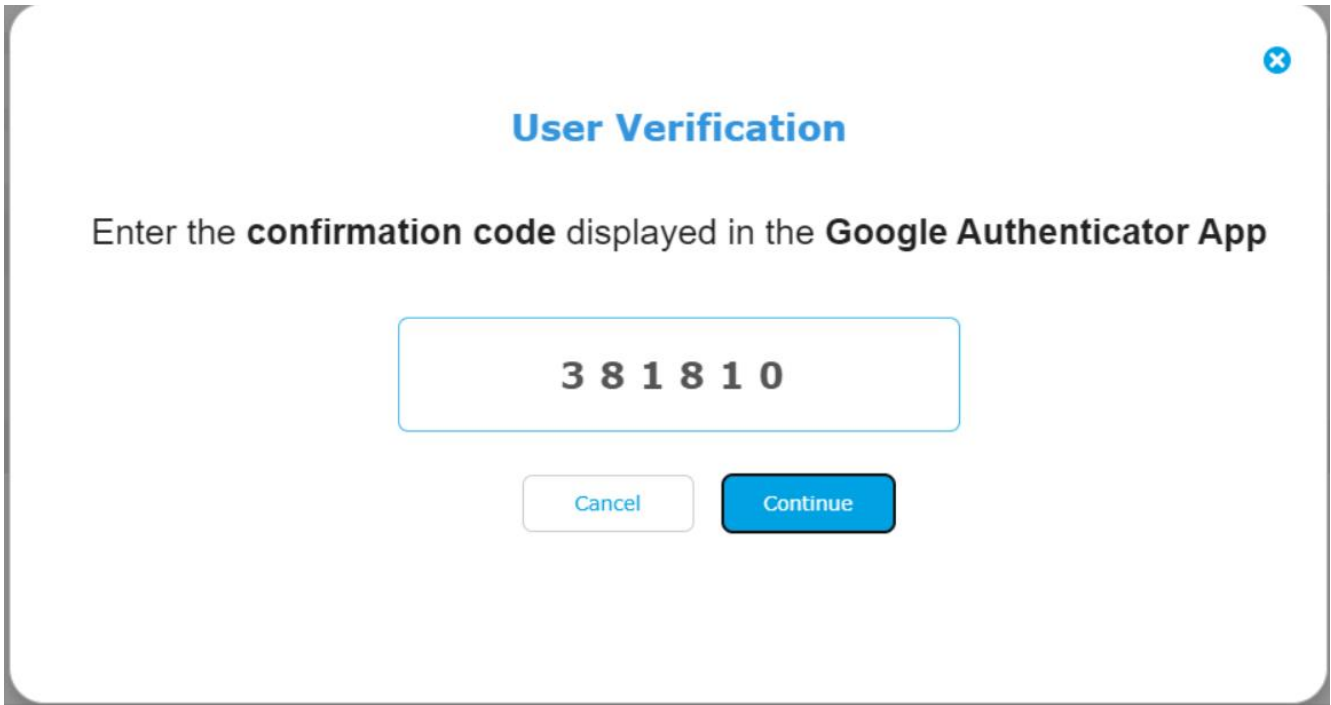 User Verification
Enter the confirmation code displayed in the Google Authenticator App
3 8 1 8 1 0
Cancel
Continue